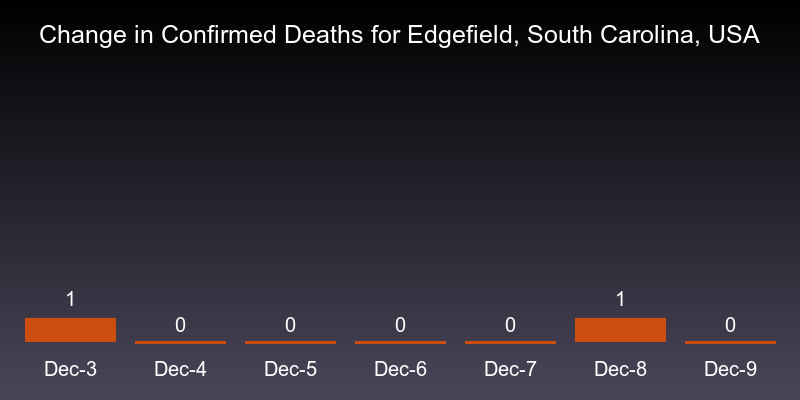 Change in Confirmed Deaths for Edgefield, South Carolina, USA
1 0 0 0 0 1 0
Dec-3 Dec-4 Dec-5 Dec-6 Dec-7 Dec-8 Dec-9